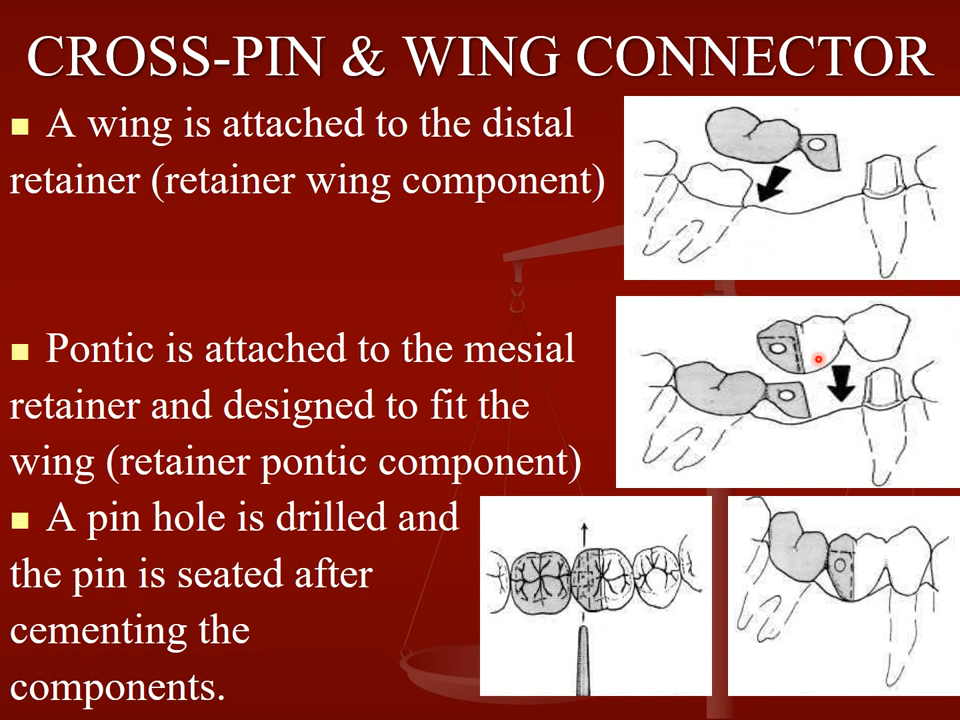 CROSS-PIN & WING CONNECTOR
A wing is attached to the distal
retainer (retainer wing component)
Pontic is attached to the mesial
retainer and designed to fit the
wing (retainer pontic component)
A pin hole is drilled and
the pin is seated after
cementing the
components.